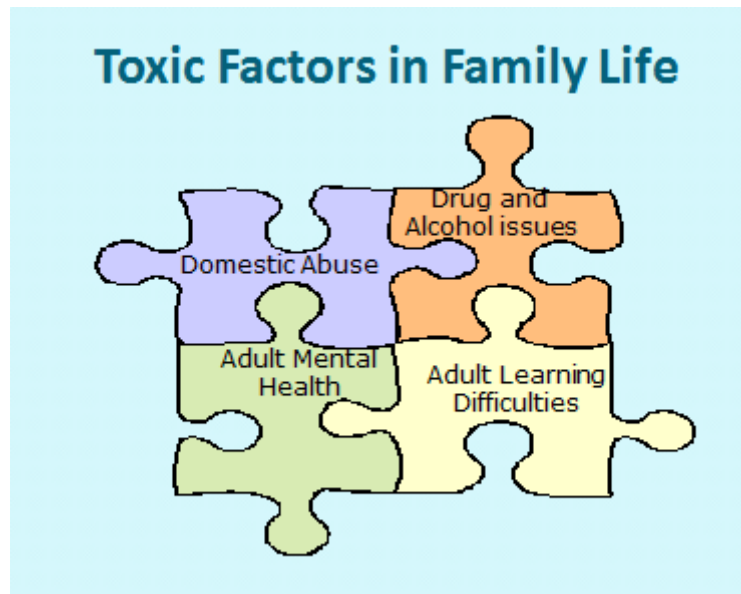 Toxic Factors in Family Life
Drug and
Alcohol issues
Domestic Abuse
Adult Mental
Health
Adult Learning
Difficulties